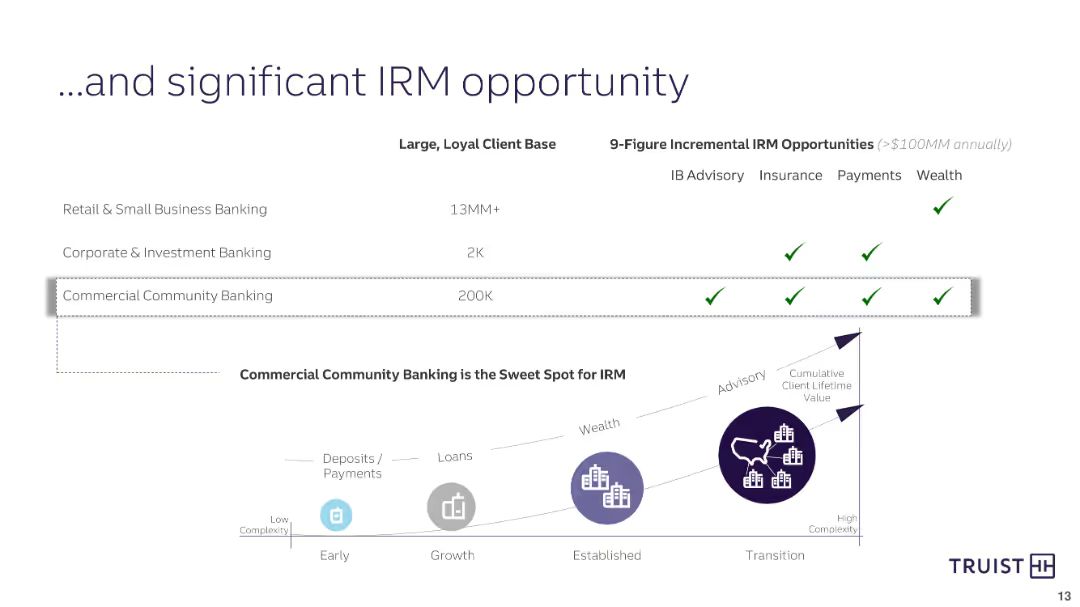 ...and significant IRM opportunity
Large, Loyal Client Base
9-Figure Incremental IRM Opportunities (>$100MM annually)
IB Advisory Insurance Payments Wealth
Retail & Small Business Banking 13MM+
Corporate & Investment Banking 2K
Commercial Community Banking 200K
Commercial Community Banking is the Sweet Spot for IRM
Advisory
Cumulative
Client Lifetime
Value
Wealth
Loans
Deposits /
Payments
Low
Complexity
High
Complexity
Early Growth Established Transition
TRUIST
13